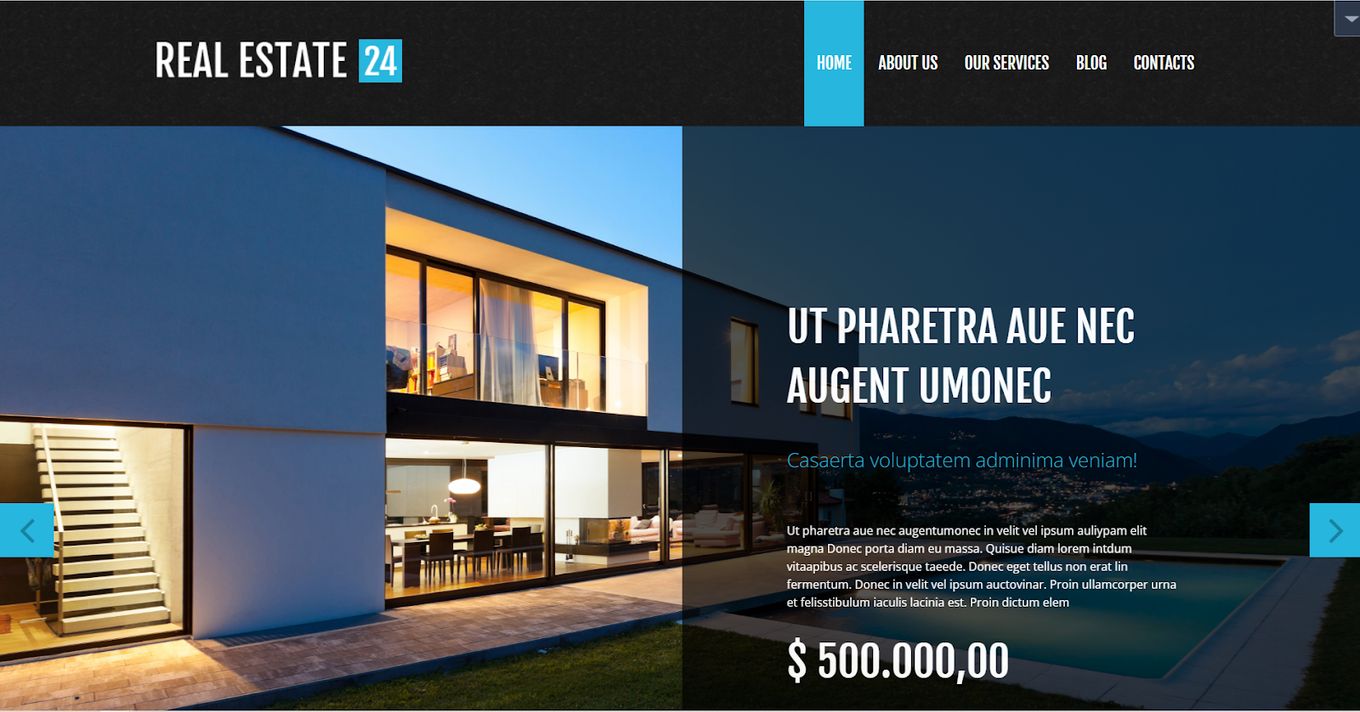 REAL ESTATE 24
HOME ABOUT US OUR SERVICES BLOG CONTACTS
UT PHARETRA AUE NEC
AUGENT UMONEC
Casaerta voluptatem adminima veniam!
Ut pharetra aue nec augentumonec in velit vel ipsum auliypam elit
magna Donec porta diam eu massa. Quisue diam lorem intdum
vitaapibus ac scelerisque taeede. Donec eget tellus non erat lin
fermentum. Donec in velit vel ipsum auctovinar. Proin ullamcorper urna
et felisstibulum iaculis lacinia est. Proin dictum elem
$ 500.000,00